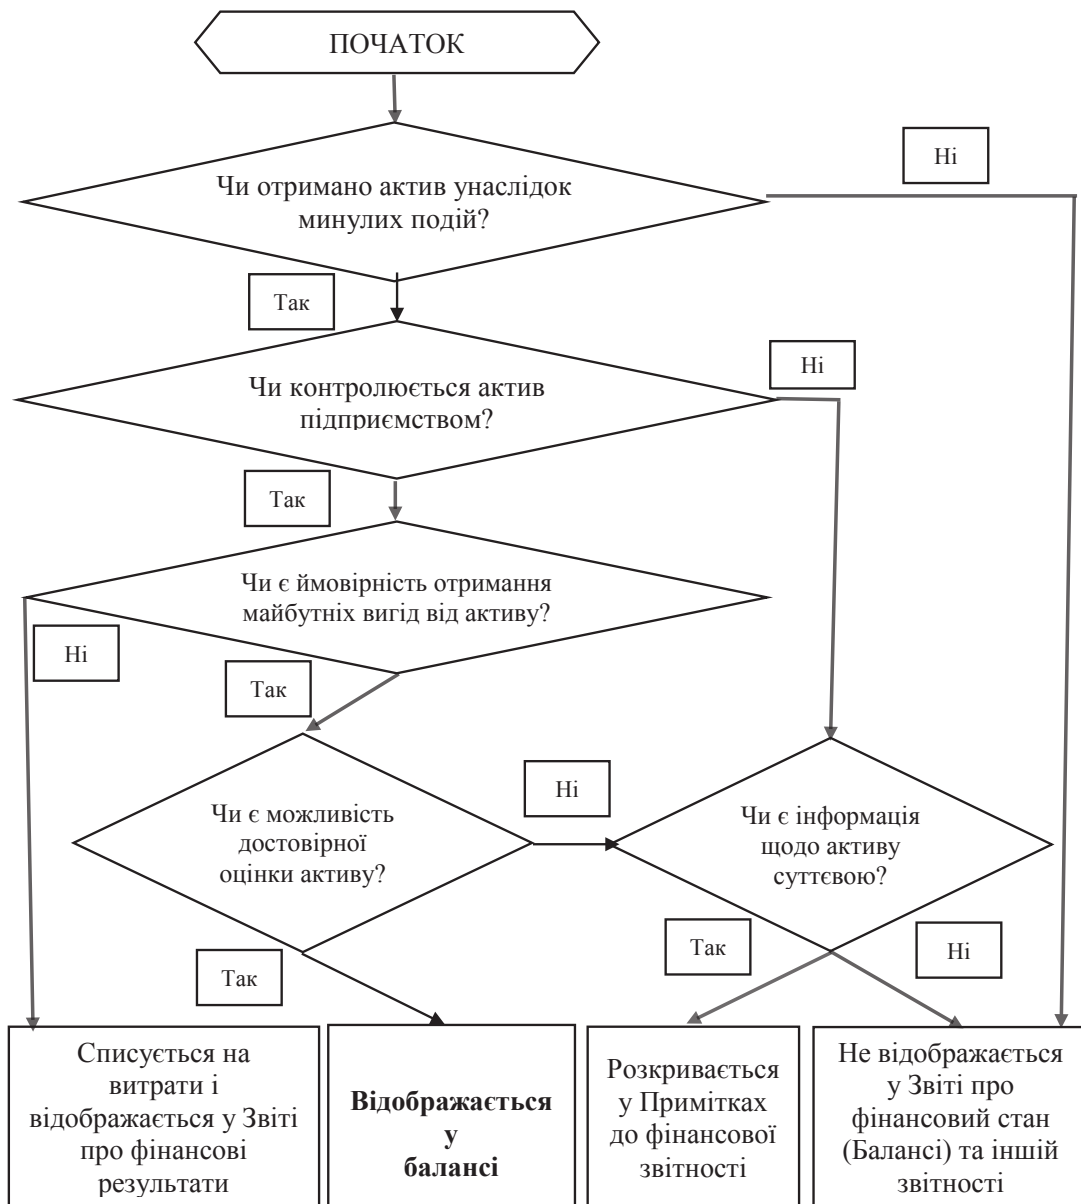 ПОЧАТОК
Ні
Чи отримано актив унаслідок
минулих подій?
Так
Ні
Чи контролюється актив
підприємством?
Так
Чи є ймовірність отримання
майбутніх вигід від активу?
Ні
Так
Ні
Чи є можливість
достовірної
оцінки активу?
Чи є інформація
щодо активу
суттєвою?
Так
Ні
Так
Списується на
витрати і
відображається у Звіті
про фінансові
результати
Відображається
у
балансі
Розкривається
у Примітках
до фінансової
звітності
Не відображається
у Звіті про
фінансовий стан
(Балансі) та іншій
звітності